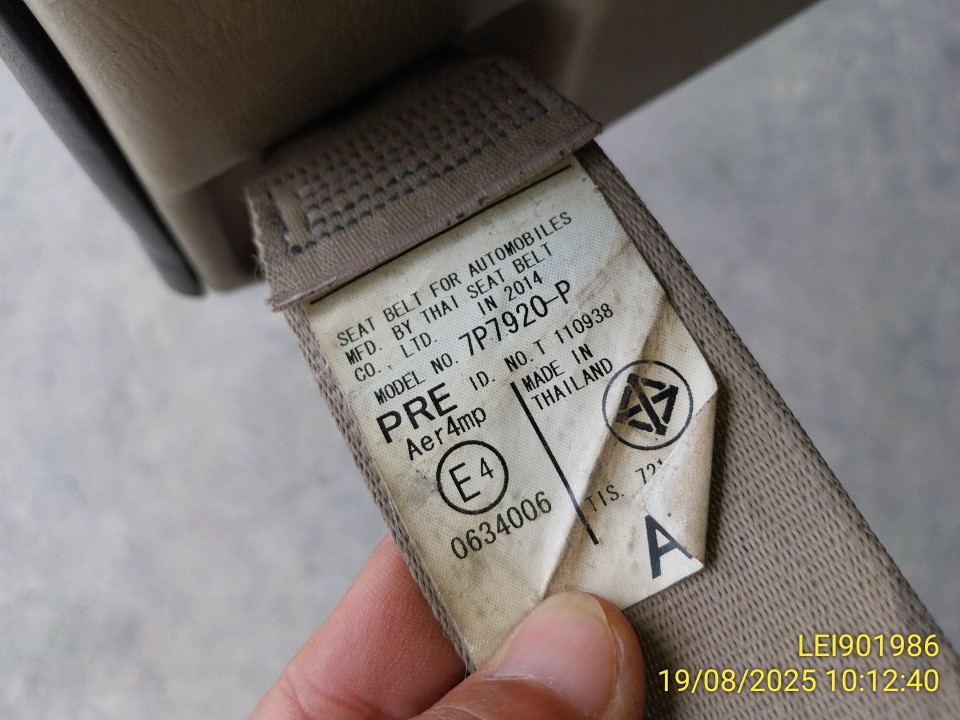 SEAT BELT FOR AUTOMOBILES
MFD. BY THAI SEAT BELT
CO., LTD. IN 2014
MODEL NO. 7P7920-P
PRE ID. NO. T 110938
Aer4mp
E4
0634006
MADE IN
THAILAND
TIS.
A
LEI901986
19/08/2025 10:12:40